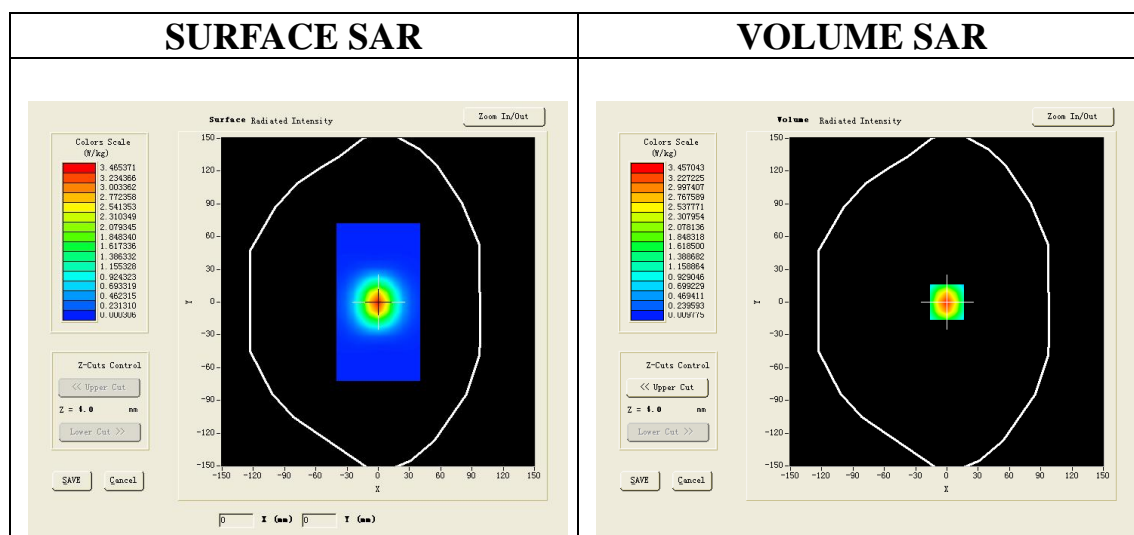 SURFACE SAR
VOLUME SAR
Surface Radiated Intensity
Zoom In/Out
Colors Scale
(W/kg)
3.465371
3.234366
3.003362
2.772358
2.541353
2.310349
2.079345
1.848340
1.617336
1.386332
1.155328
0.924323
0.693319
0.462315
0.231310
0.000306
150
120
90
60
30
0
-30
-60
-90
-120
-150
Y
-150 -120 -90 -60 -30 0 30 60 90 120 150
X
Z-Cuts Control
<< Upper Cut
Z = 4.0 mm
Lower Cut >>
SAVE Cancel
0 X (mm) 0 Y (mm)
Volume Radiated Intensity
Zoom In/Out
Colors Scale
(W/kg)
3.457043
3.227225
2.997407
2.767589
2.537771
2.307954
2.078136
1.848318
1.618500
1.388682
1.158864
0.929046
0.699229
0.469411
0.239593
0.009775
150
120
90
60
30
0
-30
-60
-90
-120
-150
Y
-150 -120 -90 -60 -30 0 30 60 90 120 150
X
Z-Cuts Control
<< Upper Cut
Z = 4.0 mm
Lower Cut >>
SAVE Cancel